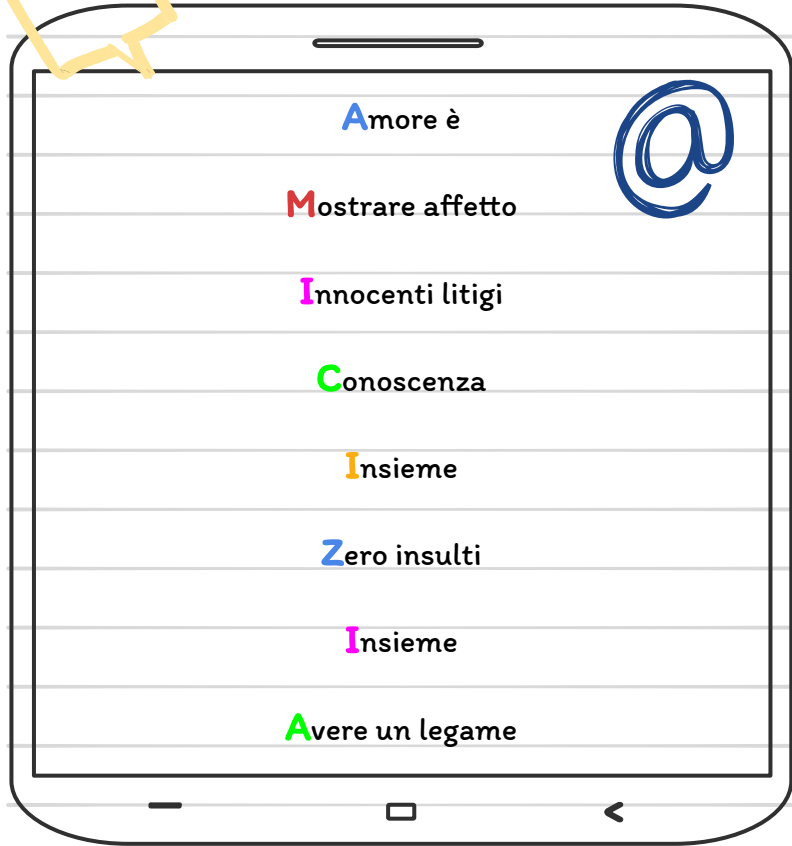 Amore è
@
Mostrare affetto
Innocenti litigi
Conoscenza
Insieme
Zero insulti
Insieme
Avere un legame